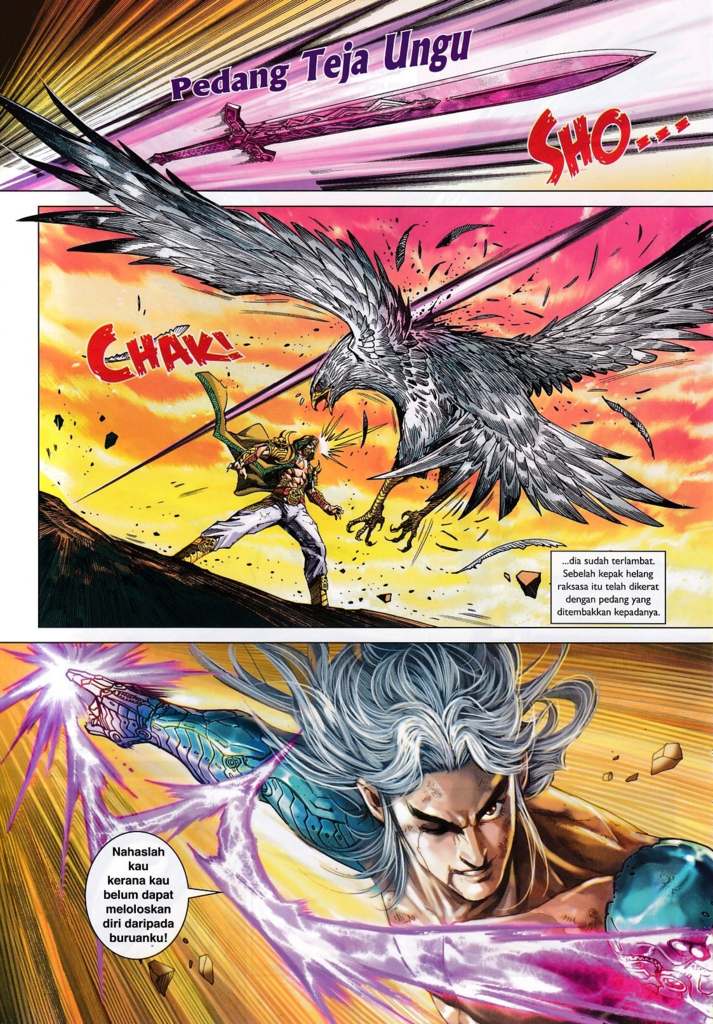 Pedang Teja Ungu
SHO...
CHAK!
...dia sudah terlambat.
Sebelah kepak helang
raksasa itu telah dikerat
dengan pedang yang
ditembakkan kepadanya.
Nahaslah
kau
kerana kau
belum dapat
meloloskan
diri daripada
buruanku!